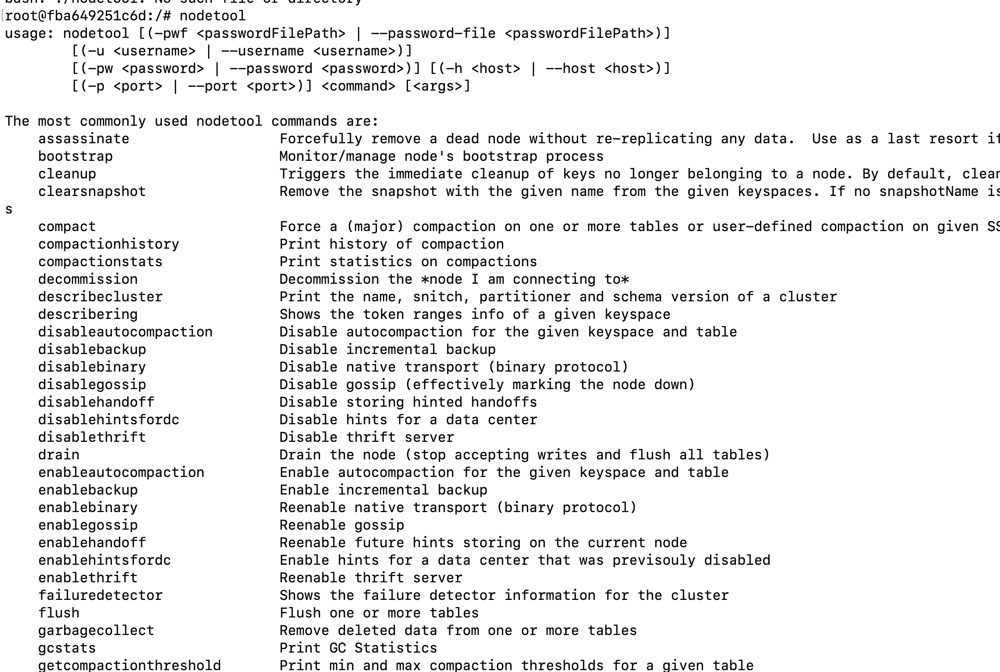 bash: ./nodetool: No such file or directory
[root@fba649251c6d:/# nodetool
usage: nodetool [(-pwf <passwordFilePath> | --password-file <passwordFilePath>)]
        [(-u <username> | --username <username>)]
        [(-pw <password> | --password <password>)] [(-h <host> | --host <host>)]
        [(-p <port> | --port <port>)] <command> [<args>]

The most commonly used nodetool commands are:
    assassinate                  Forcefully remove a dead node without re-replicating any data.  Use as a last resort if
    bootstrap                    Monitor/manage node's bootstrap process
    cleanup                      Triggers the immediate cleanup of keys no longer belonging to a node. By default, clean
    clearsnapshot                Remove the snapshot with the given name from the given keyspaces. If no snapshotName is
s
    compact                      Force a (major) compaction on one or more tables or user-defined compaction on given SS
    compactionhistory            Print history of compaction
    compactionstats              Print statistics on compactions
    decommission                 Decommission the *node I am connecting to*
    describecluster              Print the name, snitch, partitioner and schema version of a cluster
    describering                 Shows the token ranges info of a given keyspace
    disableautocompaction        Disable autocompaction for the given keyspace and table
    disablebackup                Disable incremental backup
    disablebinary                Disable native transport (binary protocol)
    disablegossip                Disable gossip (effectively marking the node down)
    disablehandoff               Disable storing hinted handoffs
    disablehintsfordc            Disable hints for a data center
    disablethrift                Disable thrift server
    drain                        Drain the node (stop accepting writes and flush all tables)
    enableautocompaction         Enable autocompaction for the given keyspace and table
    enablebackup                 Enable incremental backup
    enablebinary                 Reenable native transport (binary protocol)
    enablegossip                 Reenable gossip
    enablehandoff                Reenable future hints storing on the current node
    enablehintsfordc             Enable hints for a data center that was previsouly disabled
    enablethrift                 Reenable thrift server
    failuredetector              Shows the failure detector information for the cluster
    flush                        Flush one or more tables
    garbagecollect               Remove deleted data from one or more tables
    gcstats                      Print GC Statistics
    getcompactionthreshold       Print min and max compaction thresholds for a given table